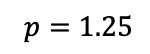 p = 1.25